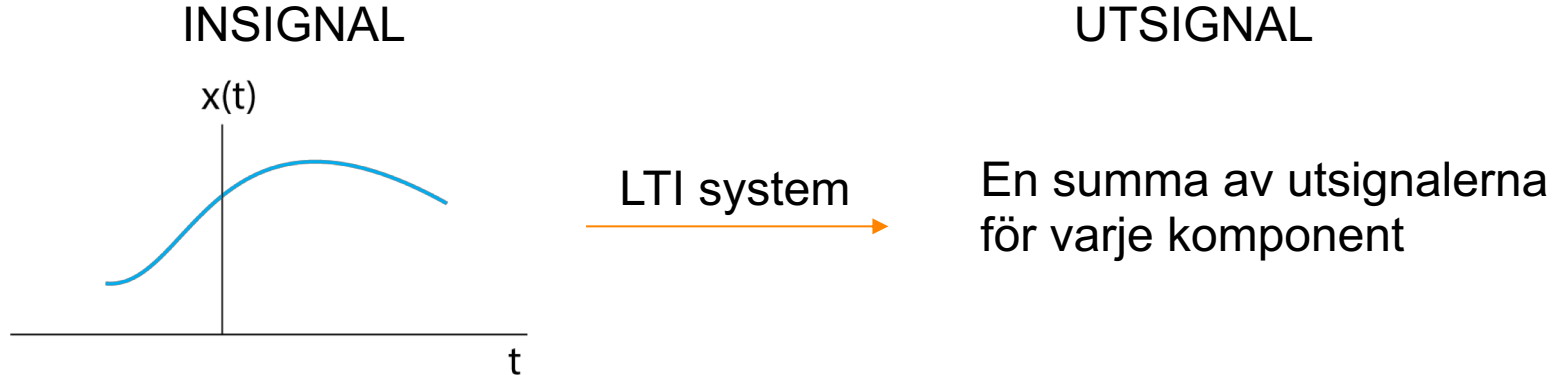 INSIGNAL
UTSIGNAL
x(t)
LTI system
En summa av utsignalerna
för varje komponent
t